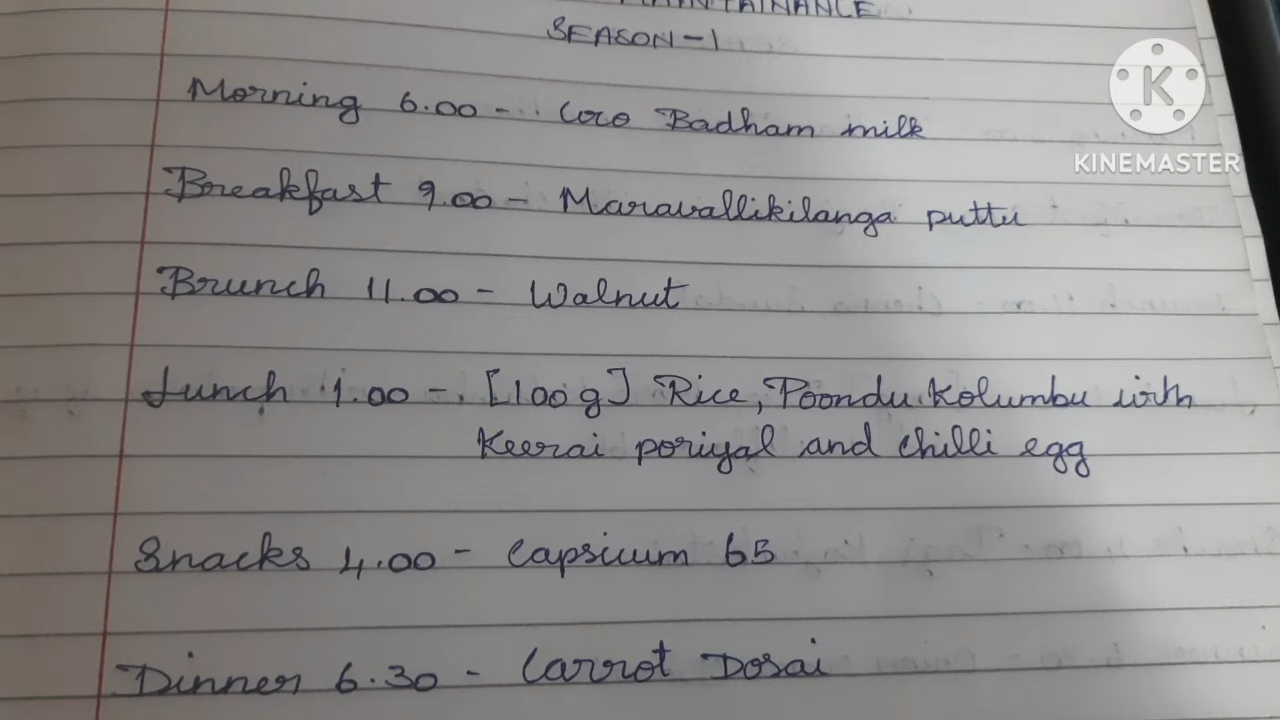 MAINTAINANCE
SEASON-1
Morning 6.00 - Coco Badham milk
Breakfast 9.00 - Maravallikilanga puttu
Brunch 11.00 - Walnut
Lunch 1.00 - [100g] Rice, Poondu Kolumbu with
Keerai poriyal and chilli egg
Snacks 4.00 - Capsicum 65
Dinner 6.30 - Carrot Dosai
KINEMASTER